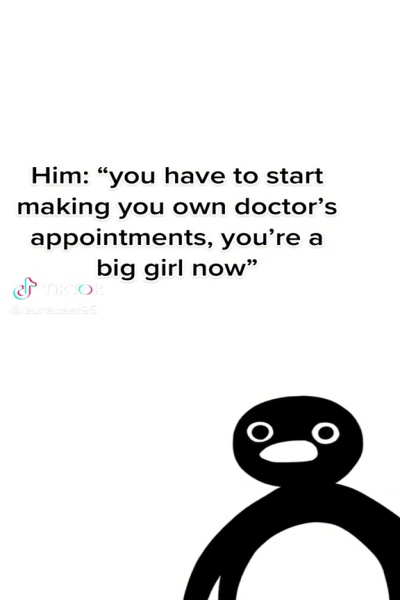 Him: “you have to start
making you own doctor’s
appointments, you’re a
big girl now”
TikTok